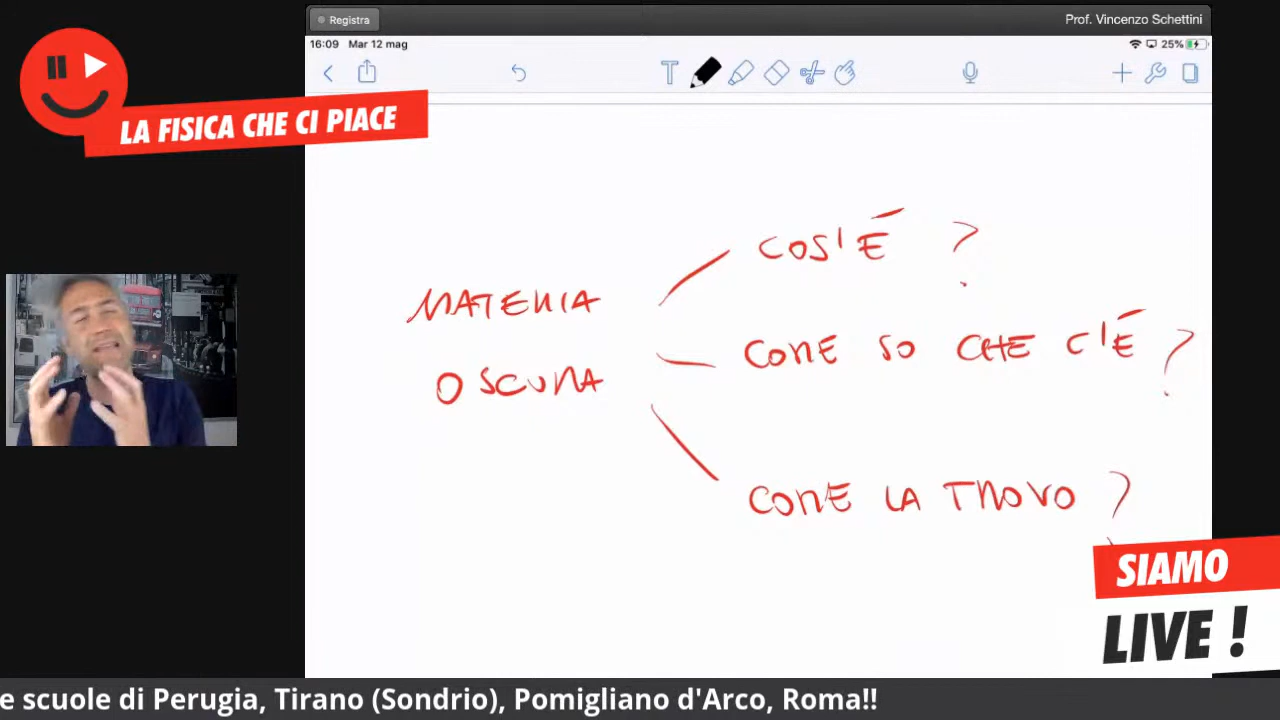 Registra
Prof. Vincenzo Schettini
16:09 Mar 12 mag
25%
LA FISICA CHE CI PIACE
COS'É ?
MATERIA
COME SO CHE C'É ?
OSCURA
COME LA TROVO ?
SIAMO
LIVE !
e scuole di Perugia, Tirano (Sondrio), Pomigliano d'Arco, Roma!!